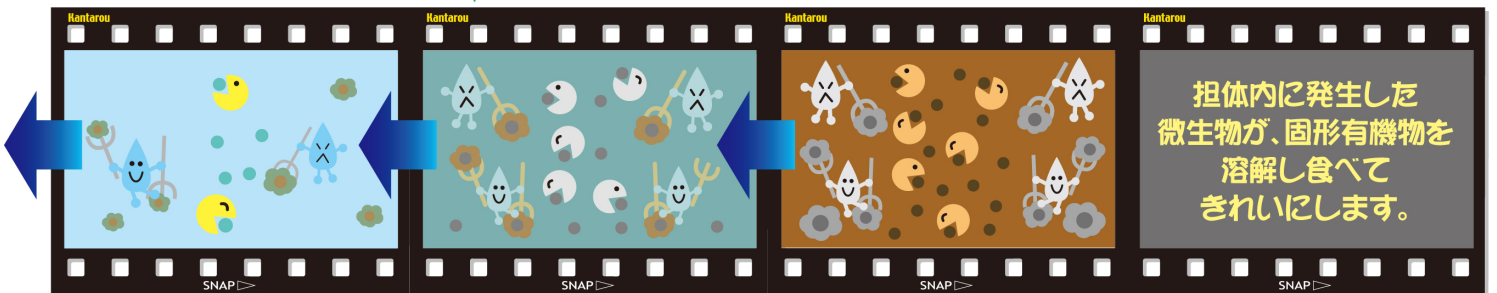 Kantarou
Kantarou
Kantarou
Kantarou
担体内に発生した
微生物が、固形有機物を
溶解し食べて
きれいにします。
SNAP
SNAP
SNAP
SNAP